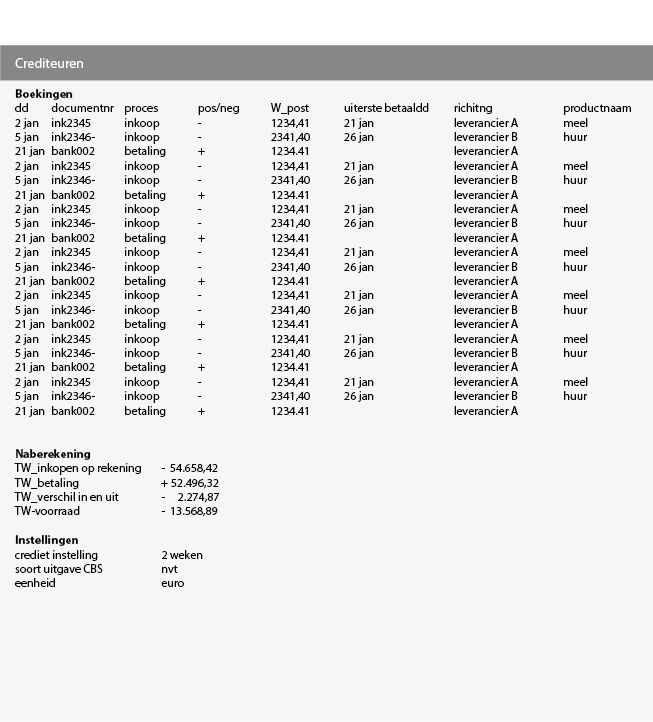 Crediteuren
Boekingen
dd documentnr proces pos/neg W_post uiterste betaaldd richitng productnaam
2 jan ink2345 inkoop - 1234,41 21 jan leverancier A meel
5 jan ink2346- inkoop - 2341,40 26 jan leverancier B huur
21 jan bank002 betaling + 1234.41 leverancier A
2 jan ink2345 inkoop - 1234,41 21 jan leverancier A meel
5 jan ink2346- inkoop - 2341,40 26 jan leverancier B huur
21 jan bank002 betaling + 1234.41 leverancier A
2 jan ink2345 inkoop - 1234,41 21 jan leverancier A meel
5 jan ink2346- inkoop - 2341,40 26 jan leverancier B huur
21 jan bank002 betaling + 1234.41 leverancier A
2 jan ink2345 inkoop - 1234,41 21 jan leverancier A meel
5 jan ink2346- inkoop - 2341,40 26 jan leverancier B huur
21 jan bank002 betaling + 1234.41 leverancier A
2 jan ink2345 inkoop - 1234,41 21 jan leverancier A meel
5 jan ink2346- inkoop - 2341,40 26 jan leverancier B huur
21 jan bank002 betaling + 1234.41 leverancier A
2 jan ink2345 inkoop - 1234,41 21 jan leverancier A meel
5 jan ink2346- inkoop - 2341,40 26 jan leverancier B huur
21 jan bank002 betaling + 1234.41 leverancier A
2 jan ink2345 inkoop - 1234,41 21 jan leverancier A meel
5 jan ink2346- inkoop - 2341,40 26 jan leverancier B huur
21 jan bank002 betaling + 1234.41 leverancier A
Naberekening
TW_inkopen op rekening - 54.658,42
TW_betaling + 52.496,32
TW_verschil in en uit - 2.274,87
TW-voorraad - 13.568,89
Instellingen
crediet instelling 2 weken
soort uitgave CBS nvt
eenheid euro